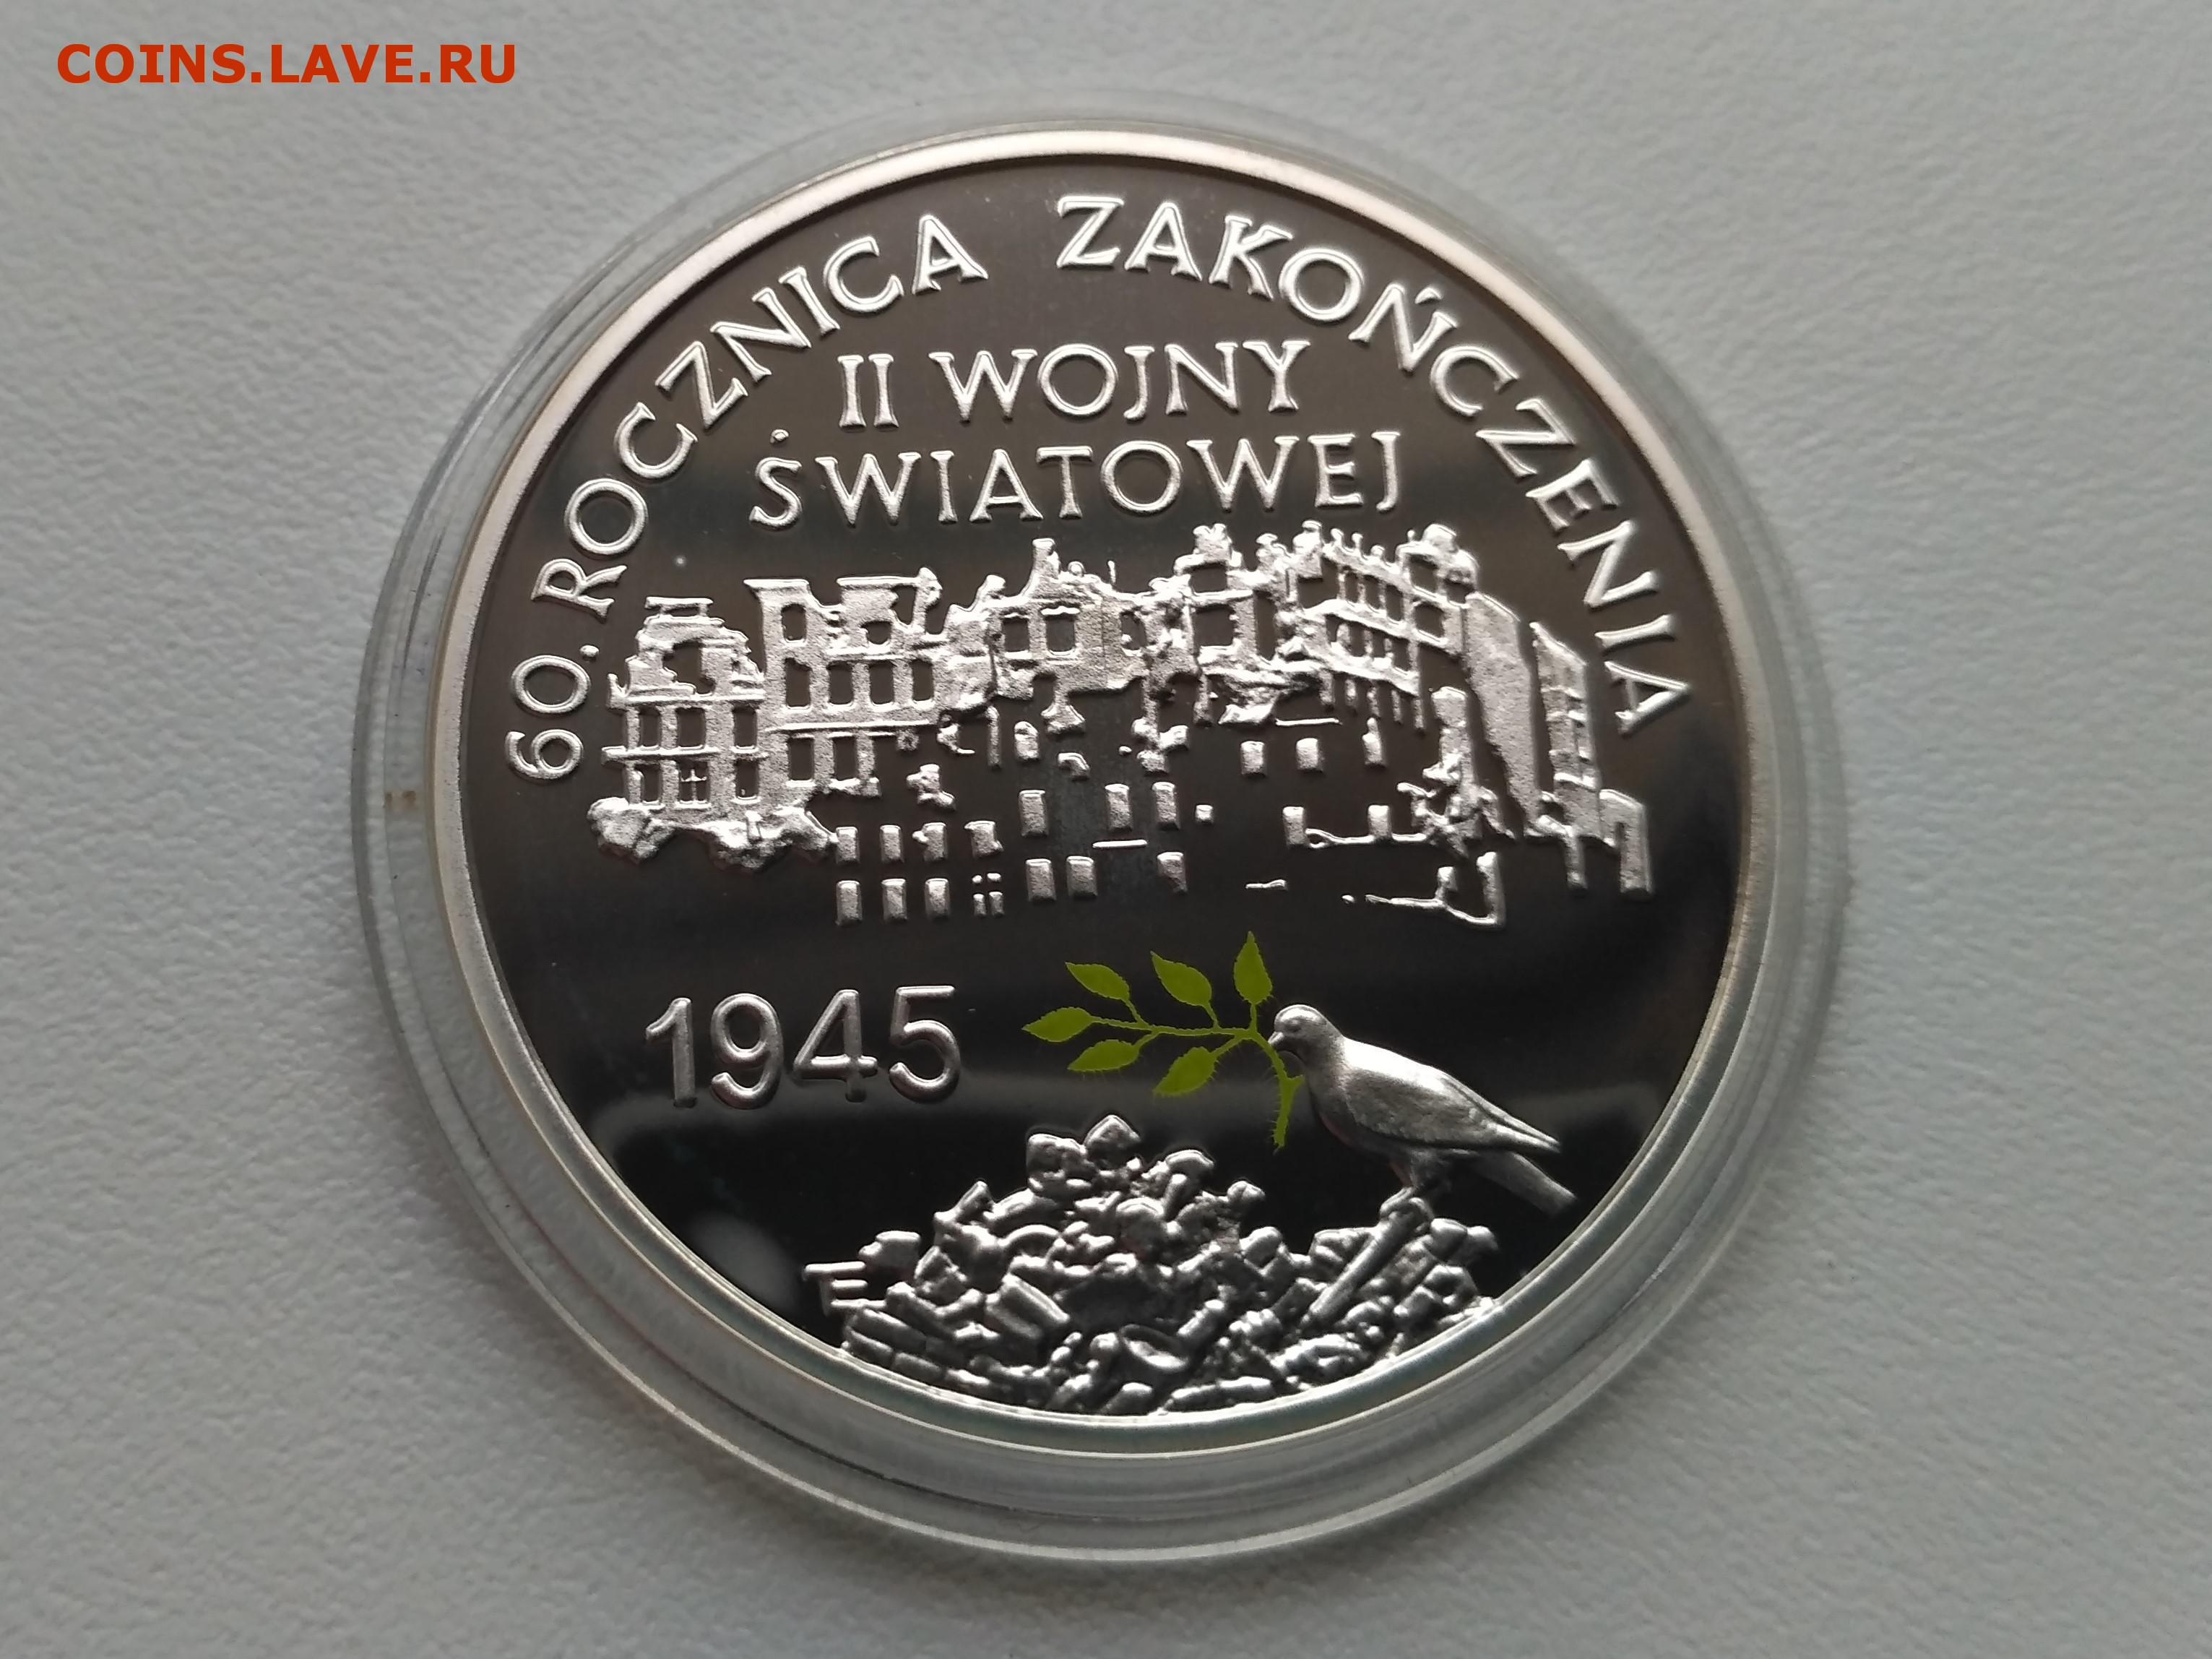 COINS.LAVE.RU
60. ROCZNICA ZAKOŃCZENIA
II WOJNY
ŚWIATOWEJ
1945